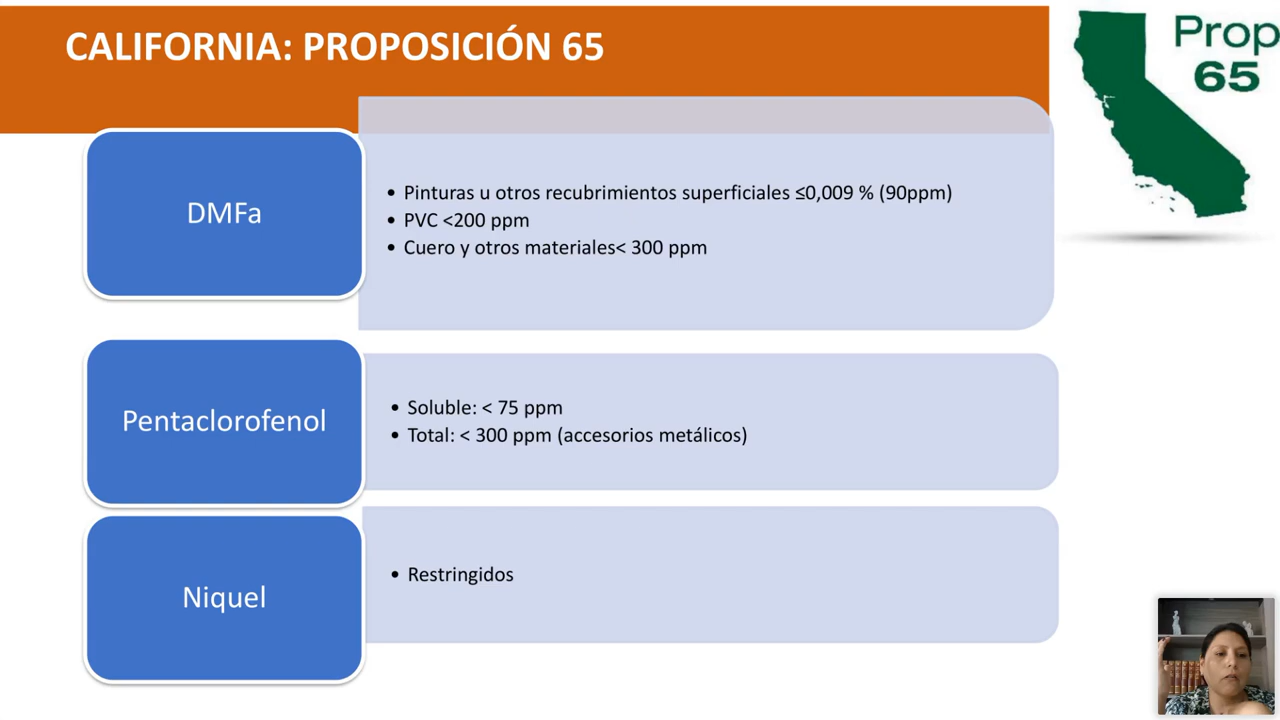 CALIFORNIA: PROPOSICIÓN 65
Prop
65
DMFa
• Pinturas u otros recubrimientos superficiales ≤0,009 % (90ppm)
• PVC <200 ppm
• Cuero y otros materiales< 300 ppm
Pentaclorofenol
• Soluble: < 75 ppm
• Total: < 300 ppm (accesorios metálicos)
Niquel
• Restringidos